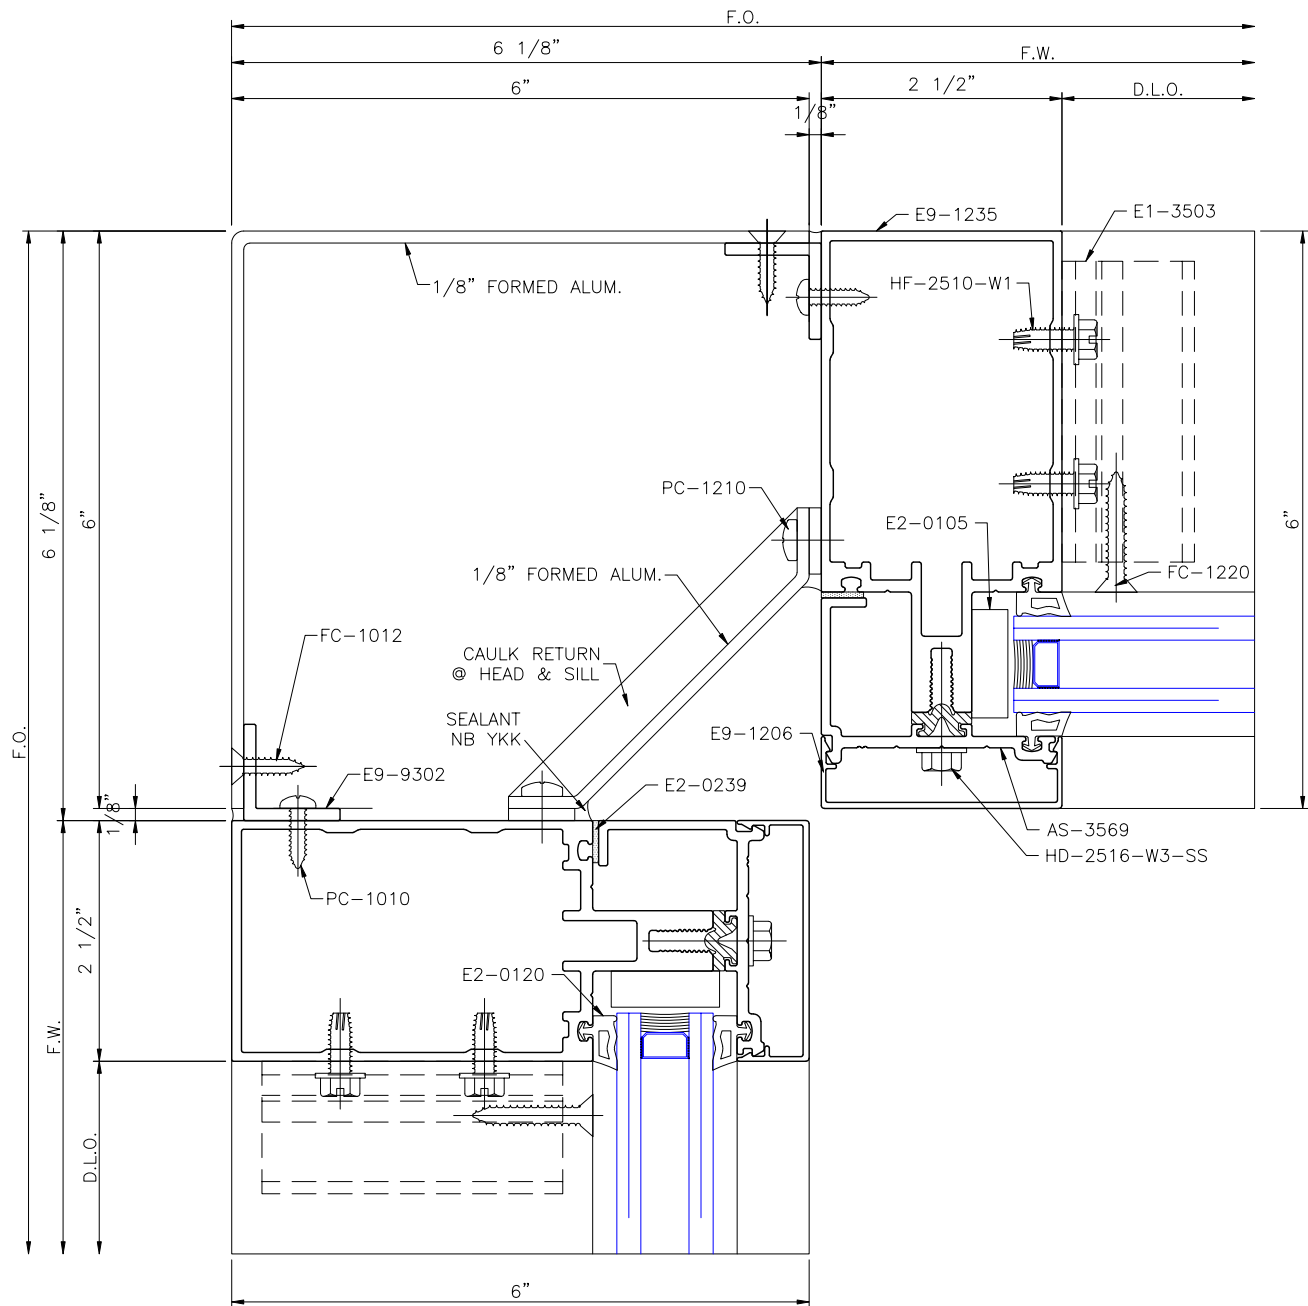 F.O.
6 1/8"
F.W.
6"
2 1/2"
D.L.O.
1/8"
E9-1235
E1-3503
1/8" FORMED ALUM.
HF-2510-W1
PC-1210
E2-0105
6 1/8"
6"
6"
1/8" FORMED ALUM.
FC-1220
FC-1012
CAULK RETURN
@ HEAD & SILL
SEALANT
NB YKK
E9-1206
F.O.
E9-9302
E2-0239
1/8"
AS-3569
HD-2516-W3-SS
PC-1010
2 1/2"
E2-0120
F.W.
D.L.O.
6"